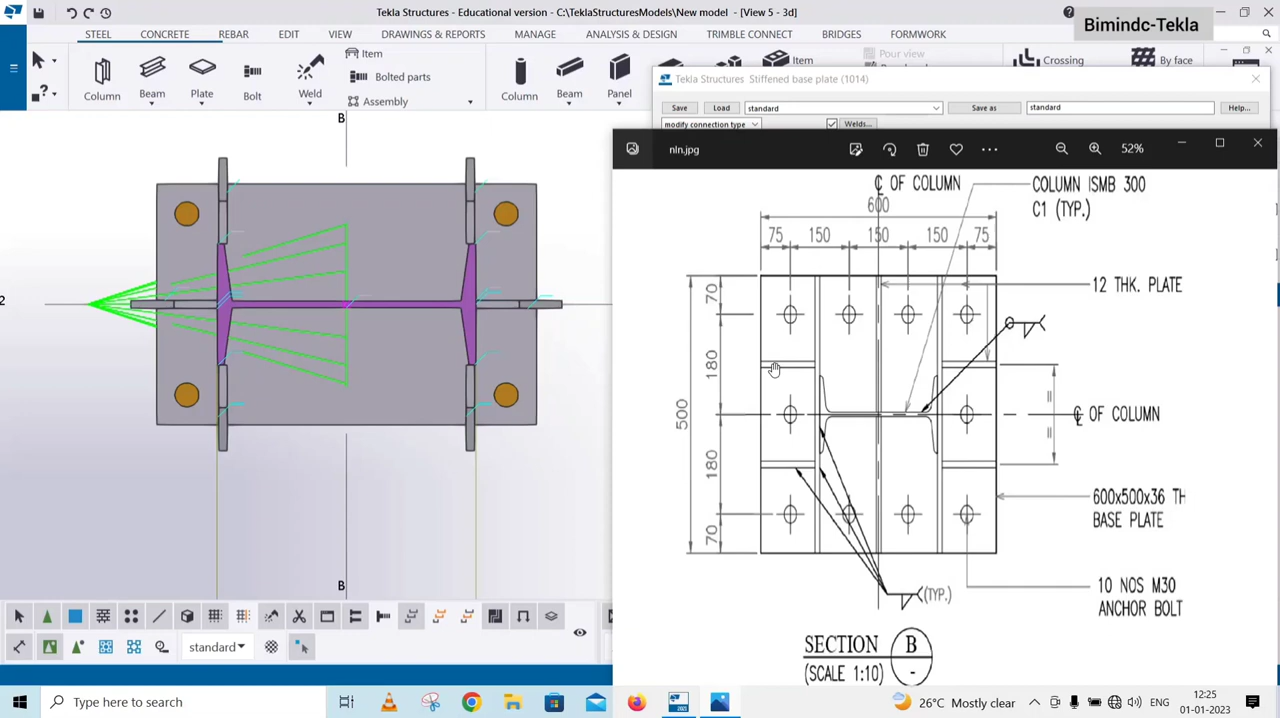 Tekla Structures - Educational version - C:\TeklaStructuresModels\New model - [View 5 - 3d]
Bimindc-Tekla
STEEL
CONCRETE
REBAR
EDIT
VIEW
DRAWINGS & REPORTS
MANAGE
ANALYSIS & DESIGN
TRIMBLE CONNECT
BRIDGES
FORMWORK
Item
Bolted parts
Assembly
Column
Beam
Plate
Bolt
Weld
Column
Beam
Panel
Item
Pour view
Crossing
By face
Tekla Structures Stiffened base plate (1014)
Save
Load
standard
Save as
standard
Help...
modify connection type
Welds...
nln.jpg
52%
B
2
B
℄ OF COLUMN
600
COLUMN ISMB 300
C1 (TYP.)
75
150
150
150
75
12 THK. PLATE
70
180
500
180
70
=
=
℄ OF COLUMN
600x500x36 TH
BASE PLATE
(TYP.)
10 NOS M30
ANCHOR BOLT
SECTION B
(SCALE 1:10) -
standard
Type here to search
26°C Mostly clear
ENG
12:25
01-01-2023